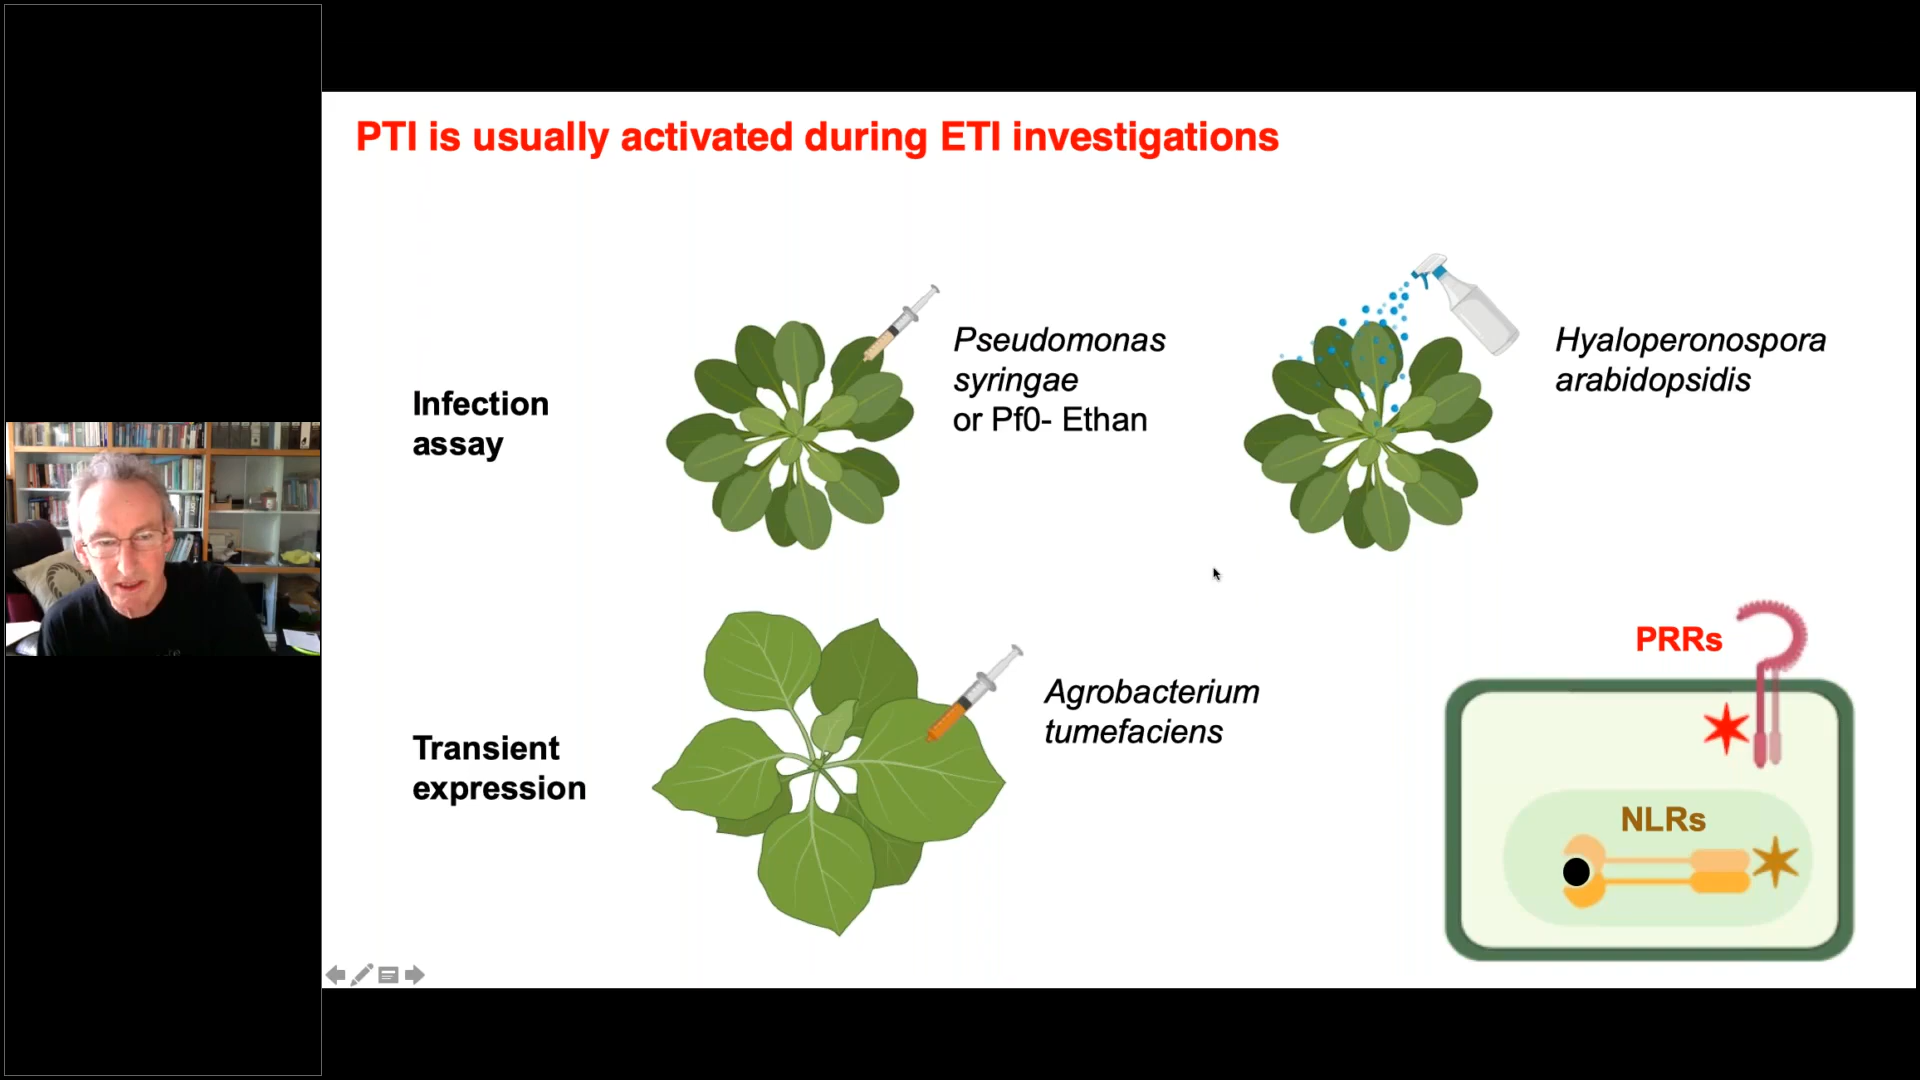 PTI is usually activated during ETI investigations
Infection
assay
Pseudomonas
syringae
or Pf0- Ethan
Hyaloperonospora
arabidopsidis
Transient
expression
Agrobacterium
tumefaciens
PRRs
NLRs